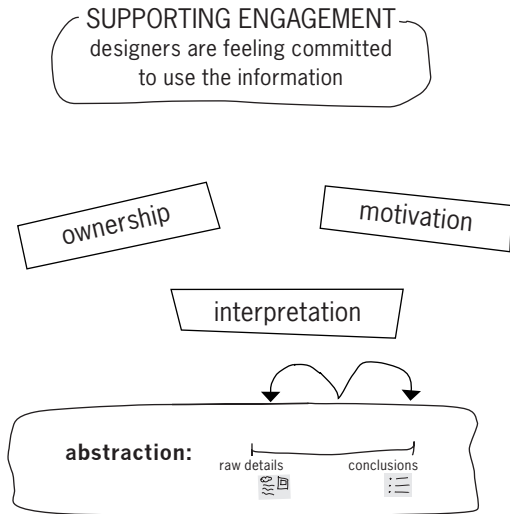 SUPPORTING ENGAGEMENT
designers are feeling committed
to use the information
ownership
motivation
interpretation
abstraction:
raw details
conclusions